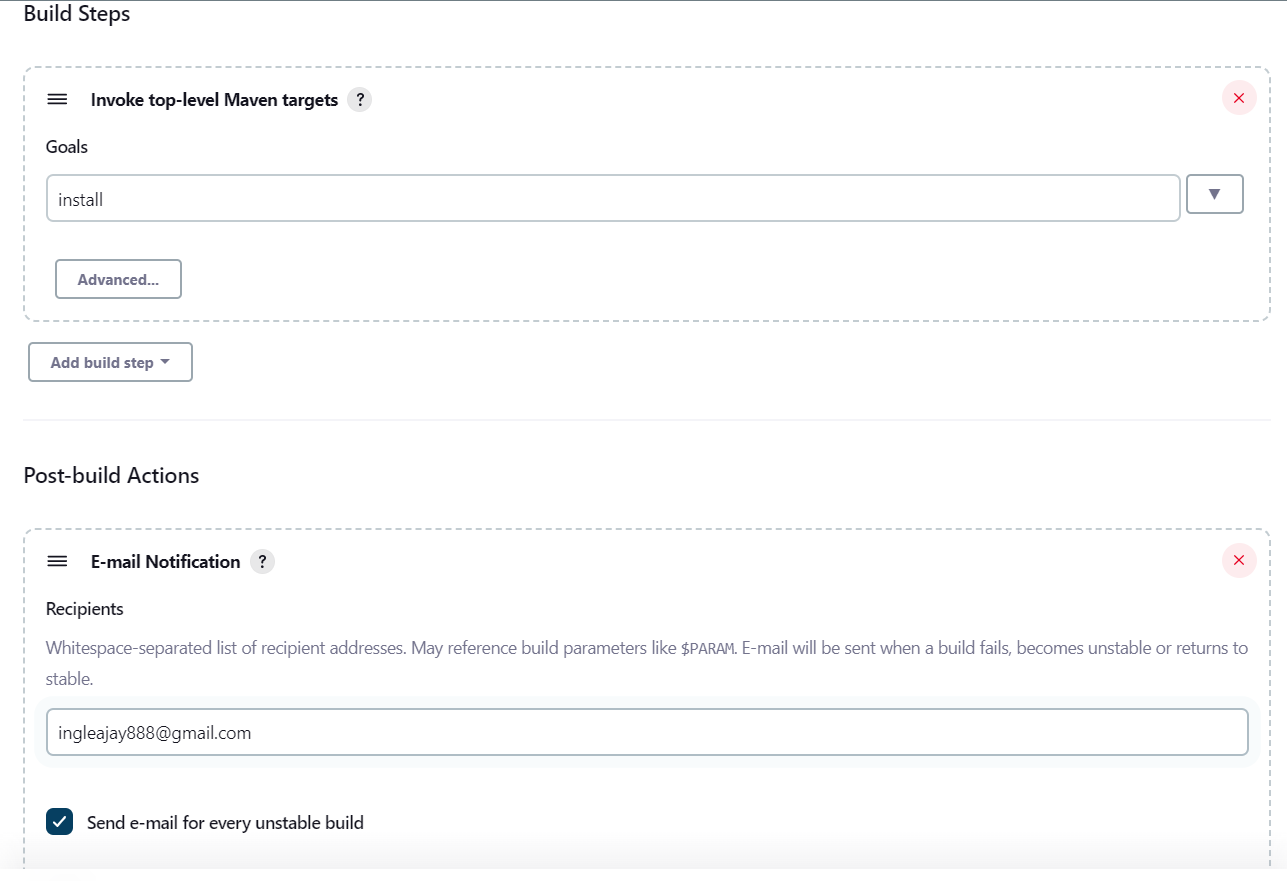 Build Steps
Invoke top-level Maven targets ?
Goals
install
Advanced...
Add build step
Post-build Actions
E-mail Notification ?
Recipients
Whitespace-separated list of recipient addresses. May reference build parameters like $PARAM. E-mail will be sent when a build fails, becomes unstable or returns to
stable.
ingleajay888@gmail.com
Send e-mail for every unstable build